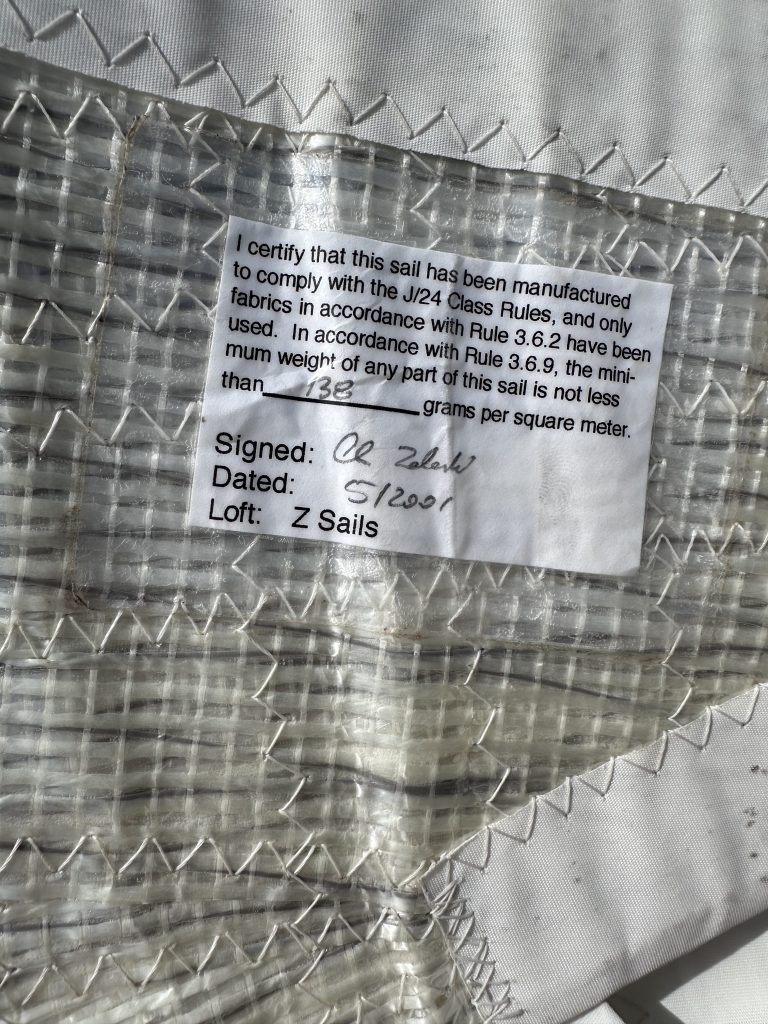 I certify that this sail has been manufactured
to comply with the J/24 Class Rules, and only
fabrics in accordance with Rule 3.6.2 have been
used. In accordance with Rule 3.6.9, the mini-
mum weight of any part of this sail is not less
than 138 grams per square meter.
Signed:
Dated: 5/2001
Loft: Z Sails